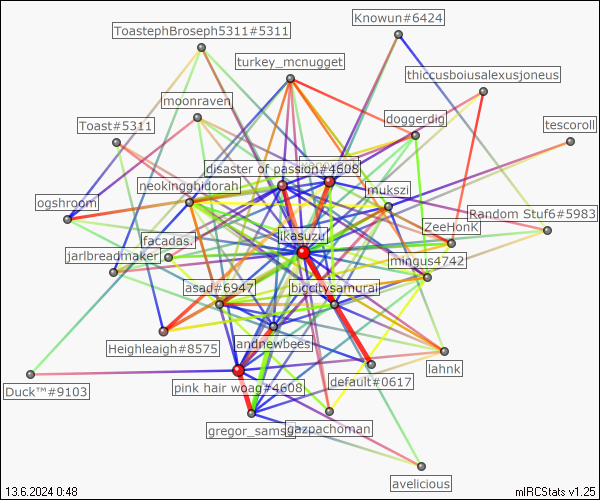 ToastephBroseph5311#5311
Knowun#6424
turkey_mcnugget
thiccusboiusalexusjoneus
moonraven
doggerdig
tescoroll
Toast#5311
disaster of passion#4608
neokingghidorah
mukszi
ogshroom
Random Stuf6#5983
ikasuzu
ZeeHonK
facadas.
jarlbreadmaker
mingus4742
asad#6947
bigcitysamurai
Heighleaigh#8575
andnewbees
lahnk
Duck™#9103
pink hair woag#4608
default#0617
gregor_samsa
gazpachoman
avelicious
13.6.2024 0:48
mIRCStats v1.25